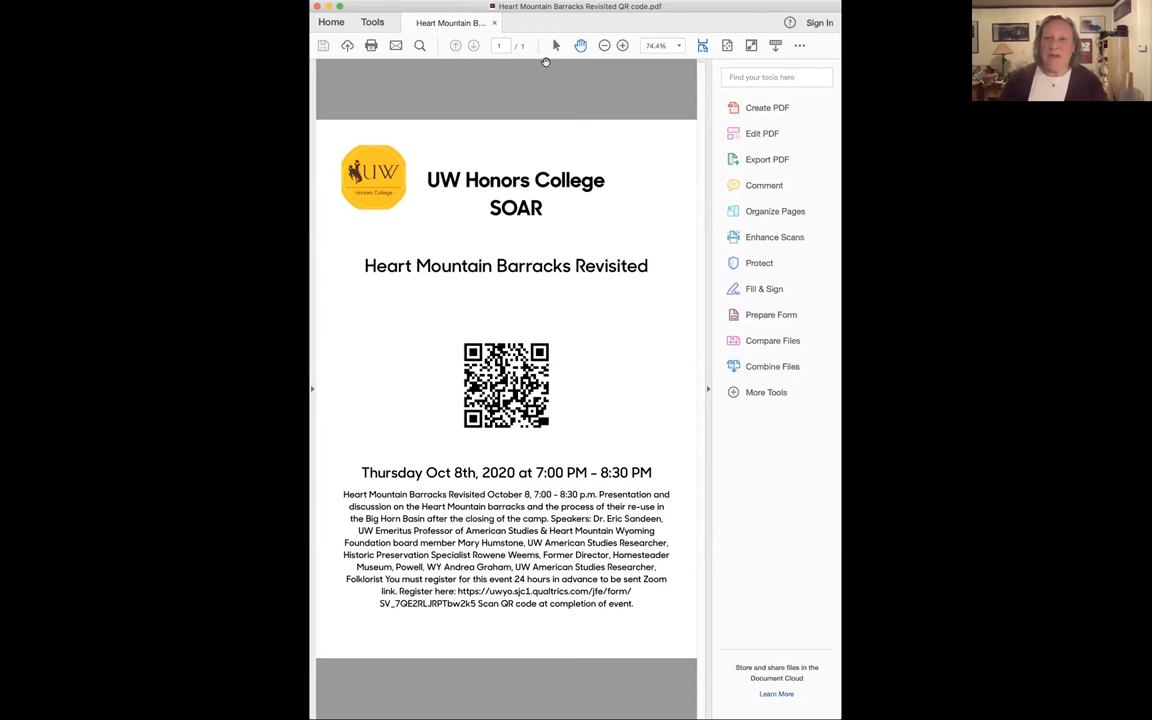 Heart Mountain Barracks Revisited QR code.pdf
Home Tools Heart Mountain B... × ? Sign In
1 / 1 74.4%
Find your tools here
Create PDF
Edit PDF
Export PDF
Comment
Organize Pages
Enhance Scans
Protect
Fill & Sign
Prepare Form
Compare Files
Combine Files
More Tools
Store and share files in the
Document Cloud
Learn More
UW
Honors College
UW Honors College
SOAR
Heart Mountain Barracks Revisited
Thursday Oct 8th, 2020 at 7:00 PM - 8:30 PM
Heart Mountain Barracks Revisited October 8, 7:00 - 8:30 p.m. Presentation and
discussion on the Heart Mountain barracks and the process of their re-use in
the Big Horn Basin after the closing of the camp. Speakers: Dr. Eric Sandeen,
UW Emeritus Professor of American Studies & Heart Mountain Wyoming
Foundation board member Mary Humstone, UW American Studies Researcher,
Historic Preservation Specialist Rowene Weems, Former Director, Homesteader
Museum, Powell, WY Andrea Graham, UW American Studies Researcher,
Folklorist You must register for this event 24 hours in advance to be sent Zoom
link. Register here: https://uwyo.sjc1.qualtrics.com/jfe/form/
SV_7QE2RLJRPTbw2k5 Scan QR code at completion of event.